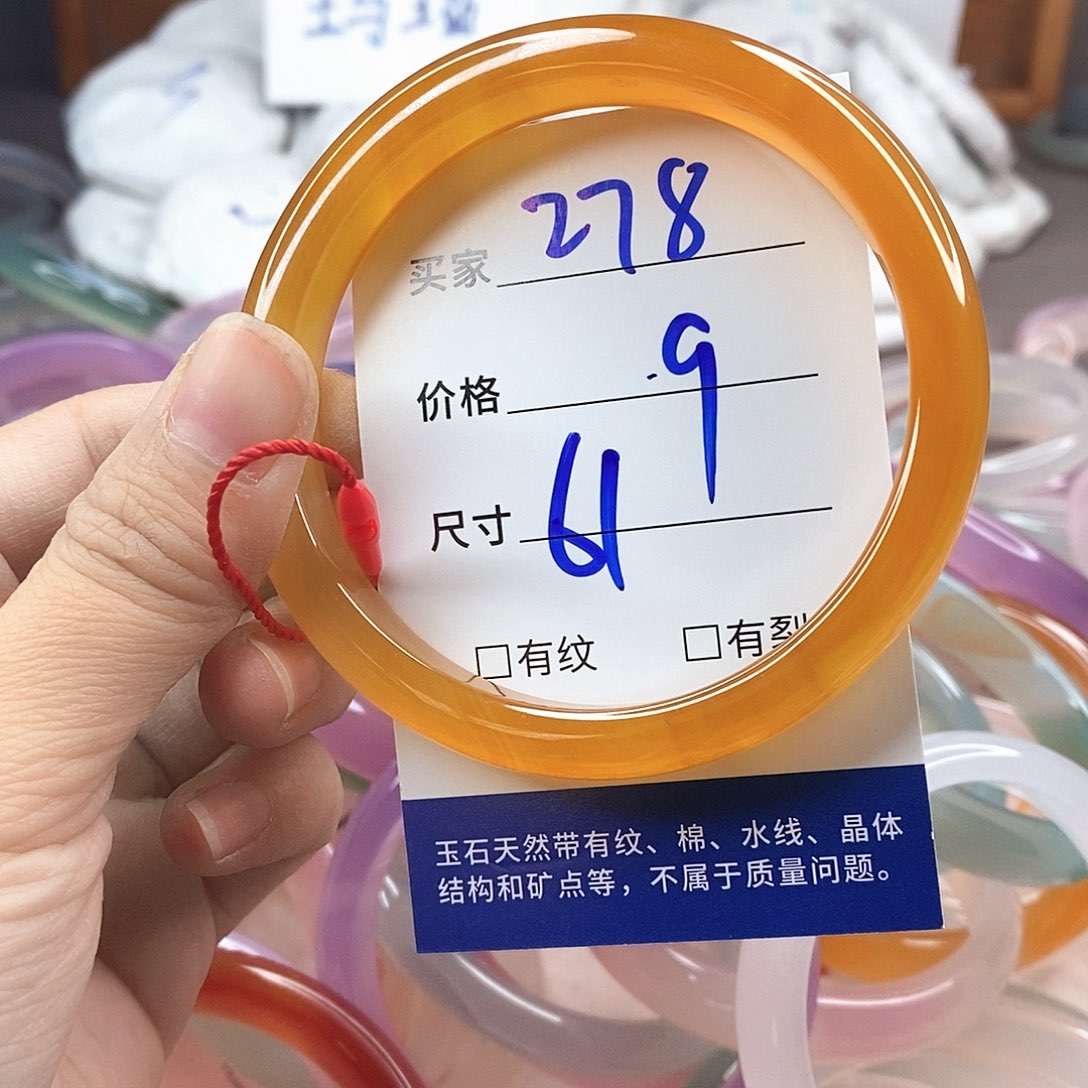 买家 278
价格 .9
尺寸 61
□有纹 □有裂
玉石天然带有纹、棉、水线、晶体
结构和矿点等，不属于质量问题。